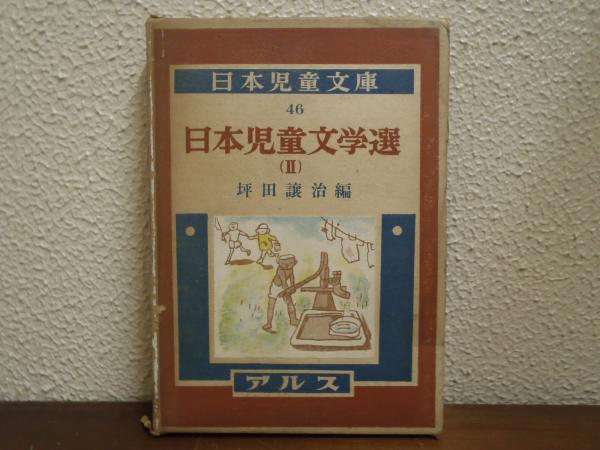 日本児童文庫
46
日本児童文学選
(II)
坪田譲治編
アルス